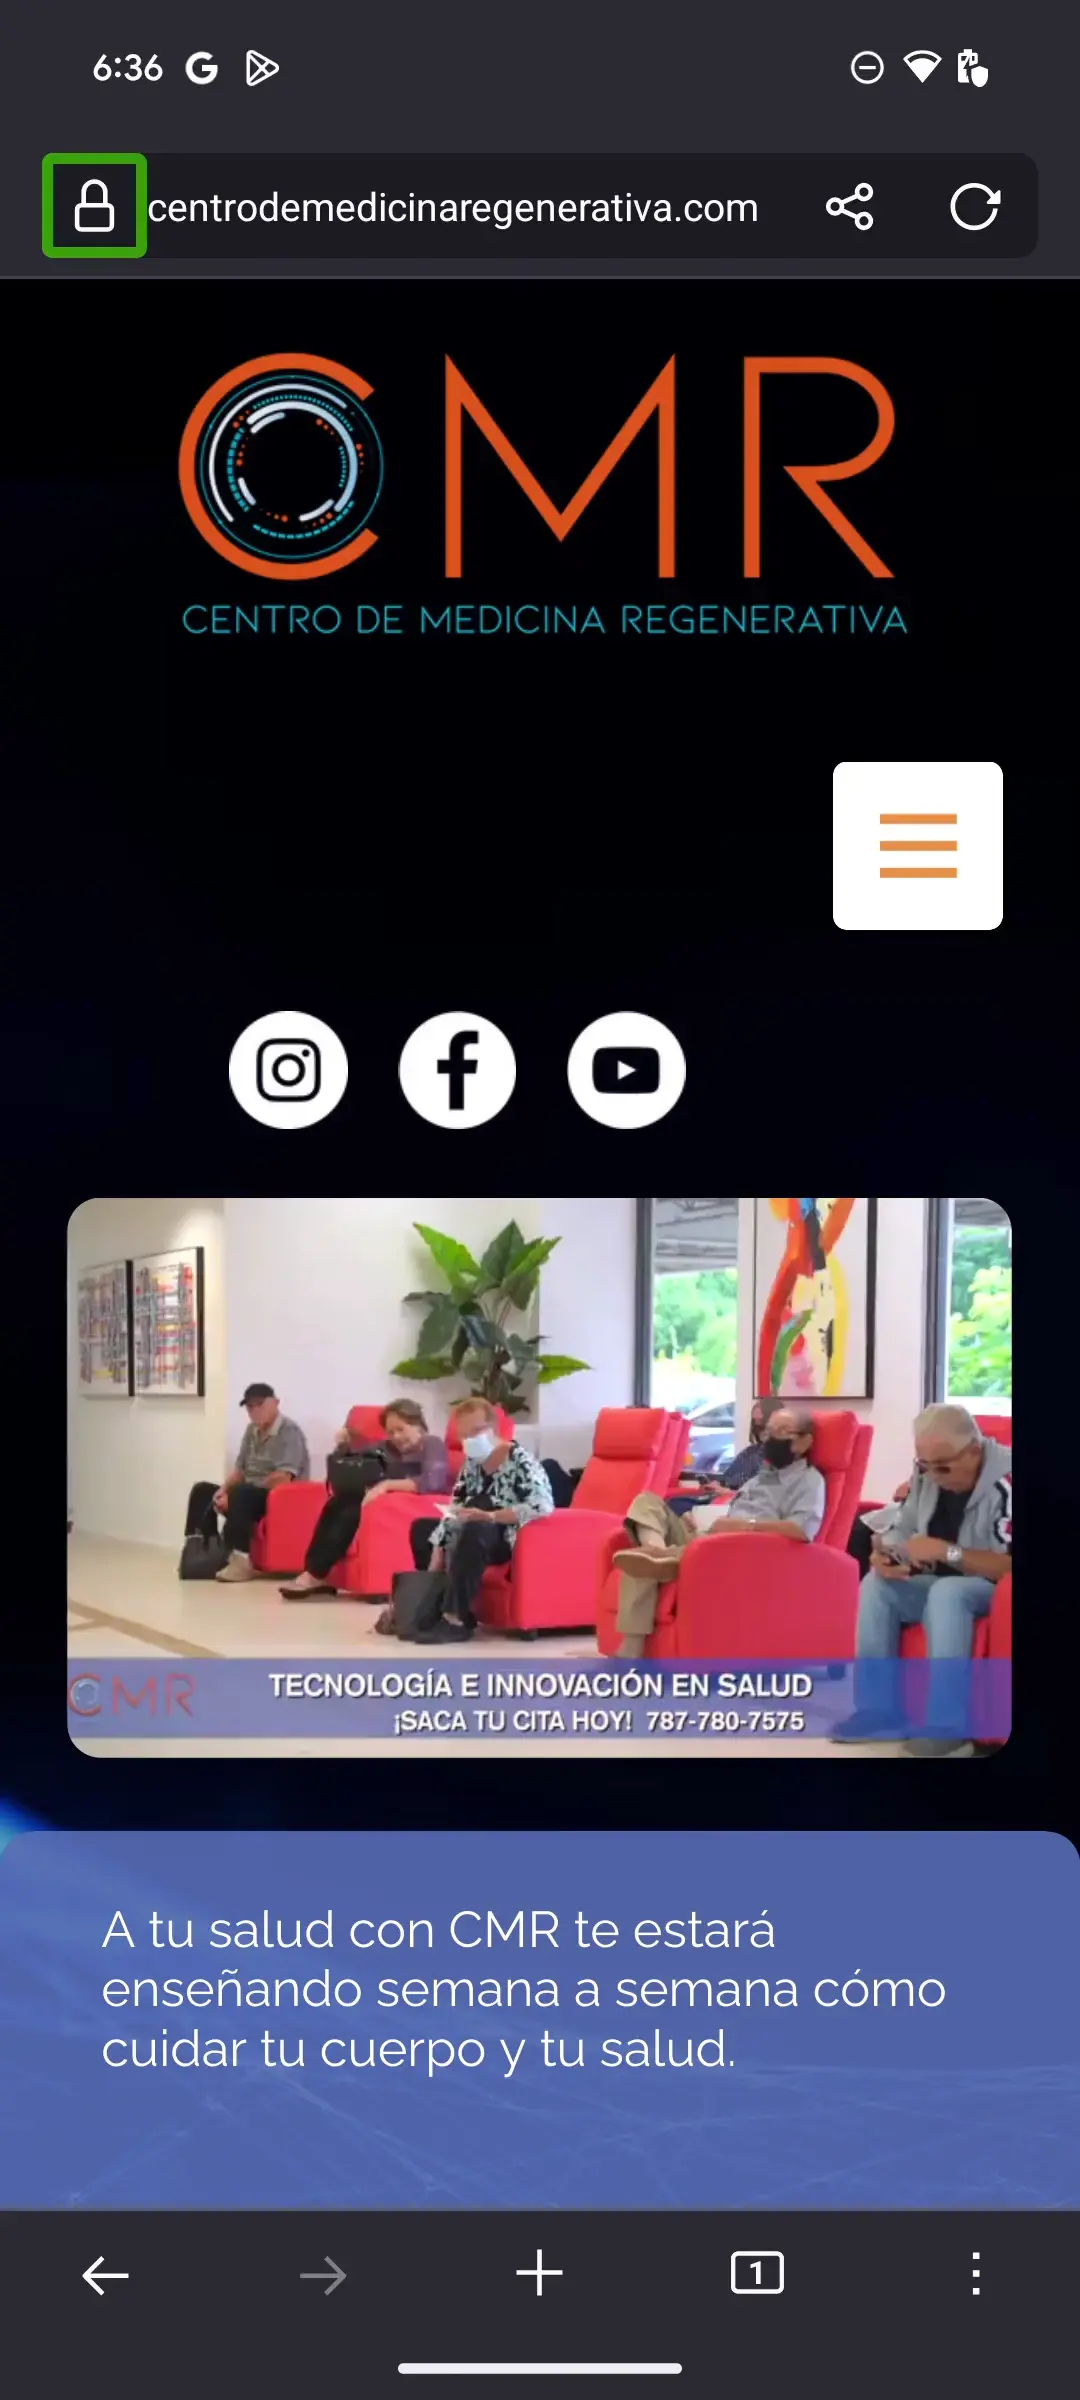 6:36
centrodemedicinaregenerativa.com
CMR
CENTRO DE MEDICINA REGENERATIVA
CMR
TECNOLOGÍA E INNOVACIÓN EN SALUD
¡SACA TU CITA HOY! 787-780-7575
A tu salud con CMR te estará
enseñando semana a semana cómo
cuidar tu cuerpo y tu salud.
1